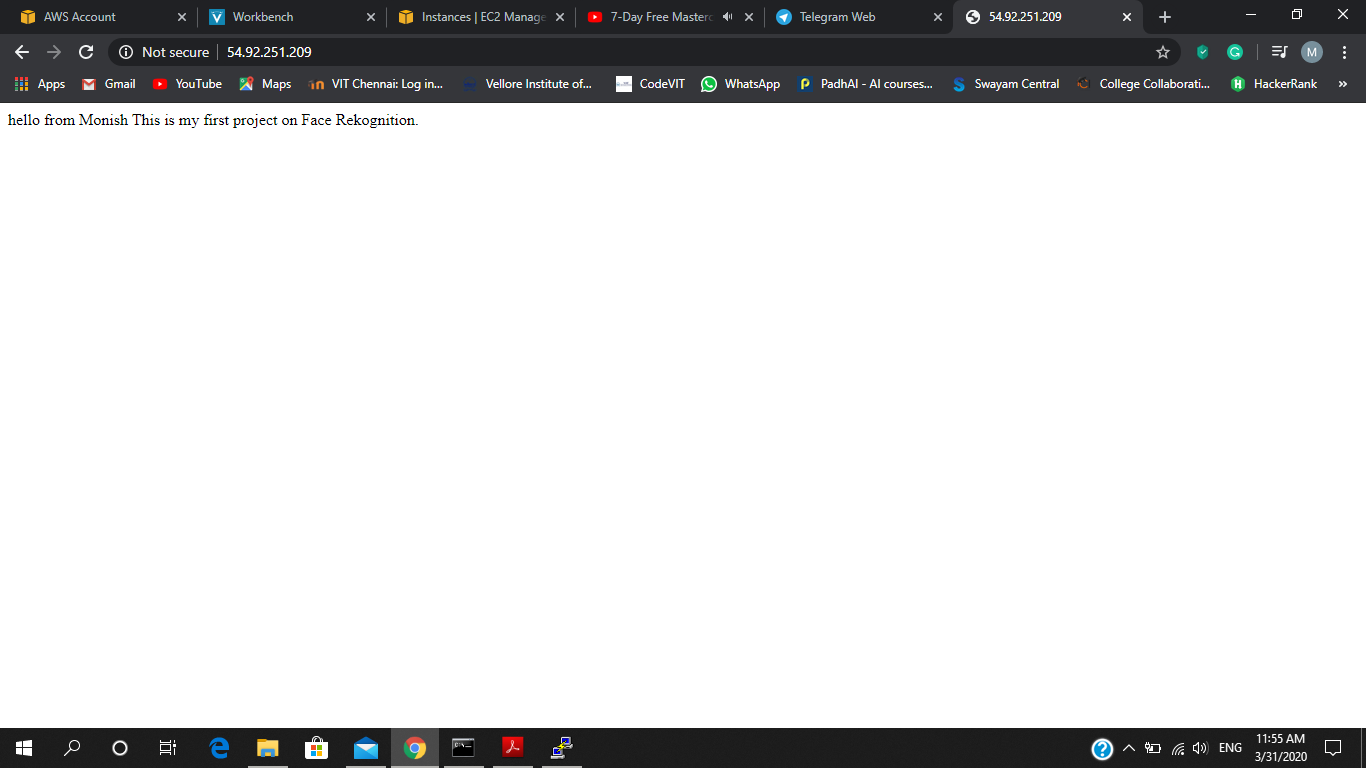 AWS Account
Workbench
Instances | EC2 Manage
7-Day Free Masterc
Telegram Web
54.92.251.209
Not secure
54.92.251.209
M
Apps
Gmail
YouTube
Maps
VIT Chennai: Log in...
Vellore Institute of...
CodeVIT
WhatsApp
PadhAI - AI courses...
Swayam Central
College Collaborati...
HackerRank
»
hello from Monish This is my first project on Face Rekognition.
ENG
11:55 AM
3/31/2020